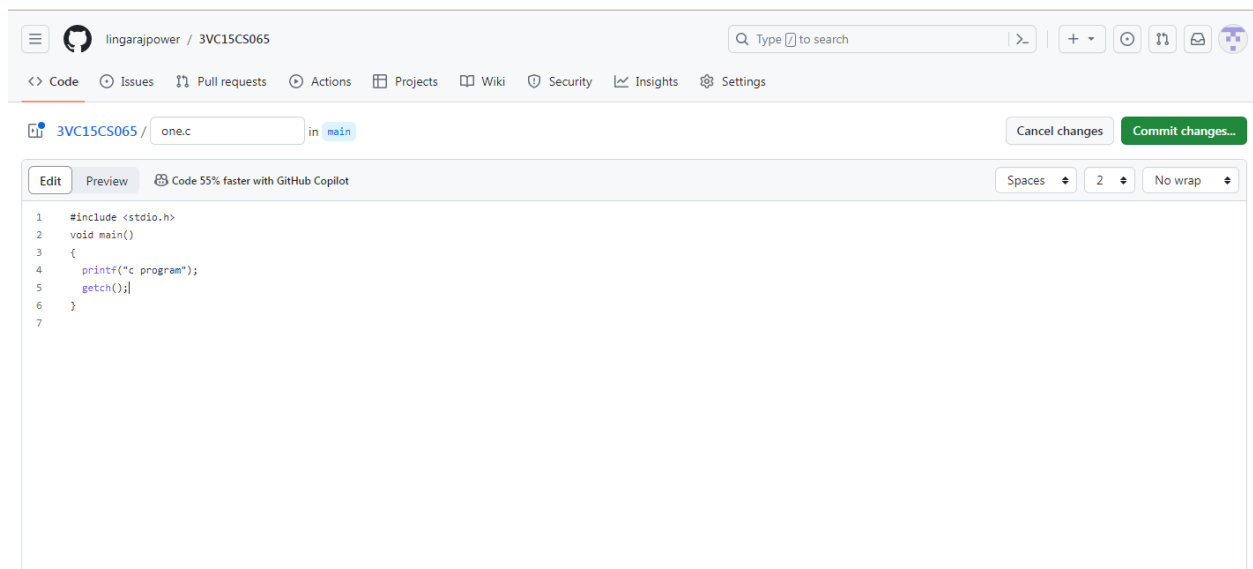 lingarajpower / 3VC15CS065
Type / to search
<> Code Issues Pull requests Actions Projects Wiki Security Insights Settings
3VC15CS065 / one.c in main
Cancel changes Commit changes...
Edit Preview Code 55% faster with GitHub Copilot
Spaces 2 No wrap
1 #include <stdio.h>
2 void main()
3 {
4 printf("c program");
5 getch();
6 }
7